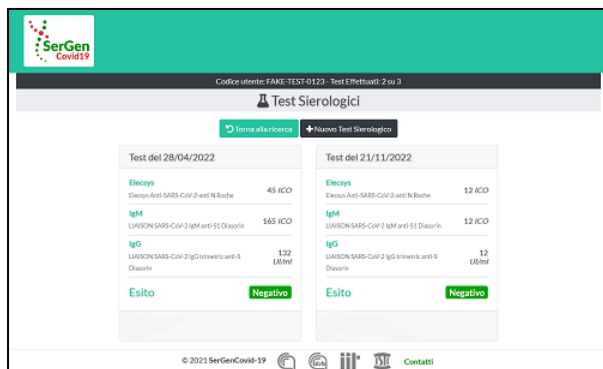 SerGen
Covid19
Codice utente: FAKE-TEST-0123 - Test Effettuati: 2 su 3
Test Sierologici
Torna alla ricerca
Nuovo Test Sierologico
Test del 28/04/2022
Elecsys
45 ICO
Elecsys Anti-SARS-CoV-2-anti N Roche
IgM
165 ICO
LIAISON SARS-CoV-2 IgM anti-S1 Diasorin
IgG
132
LIAISON SARS-CoV-2 IgG trimetric anti-S
UI/ml
Diasorin
Esito
Negativo
Test del 21/11/2022
Elecsys
12 ICO
Elecsys Anti-SARS-CoV-2-anti N Roche
IgM
12 ICO
LIAISON SARS-CoV-2 IgM anti-S1 Diasorin
IgG
12
LIAISON SARS-CoV-2 IgG trimetric anti-S
UI/ml
Diasorin
Esito
Negativo
© 2021 SerGenCovid-19
Contatti